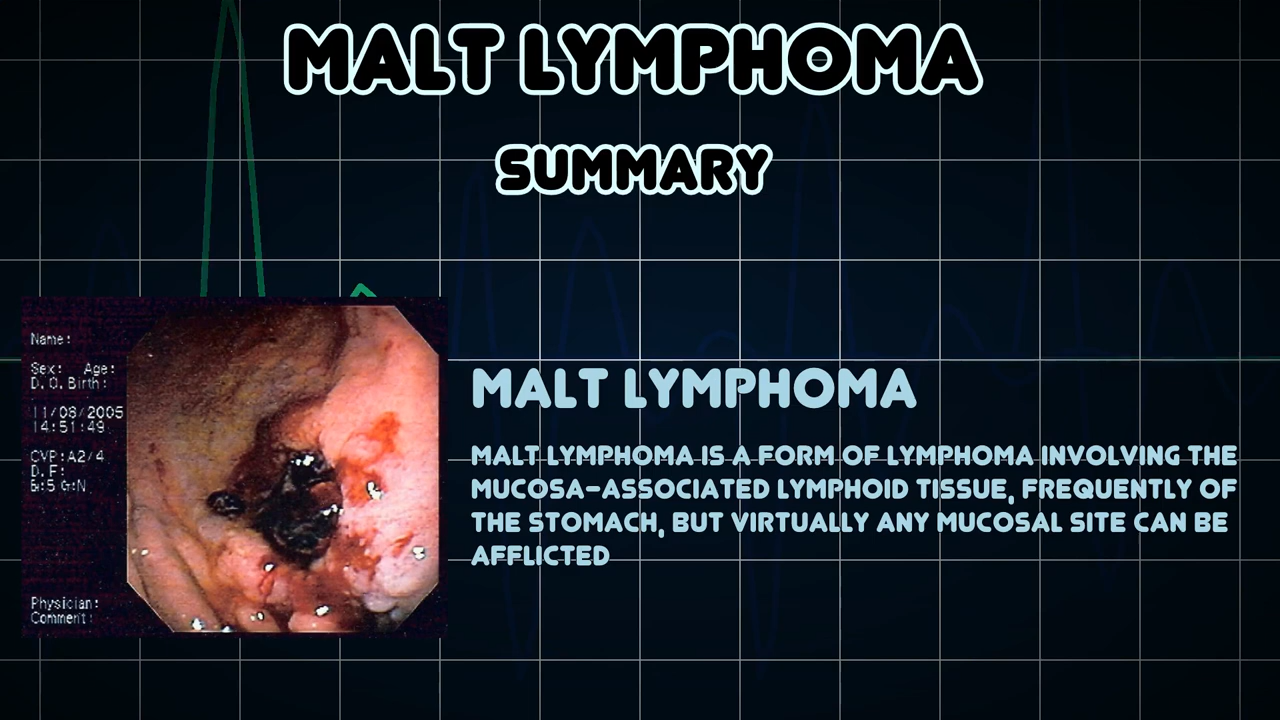 MALT LYMPHOMA
SUMMARY
Name:
Sex: Age:
D.O.Birth:
11/08/2005
14:51:49
CVP:A2/4
D.F:
B:5 G:N
Physician:
Comment:
MALT LYMPHOMA
MALT LYMPHOMA IS A FORM OF LYMPHOMA INVOLVING THE
MUCOSA-ASSOCIATED LYMPHOID TISSUE, FREQUENTLY OF
THE STOMACH, BUT VIRTUALLY ANY MUCOSAL SITE CAN BE
AFFLICTED